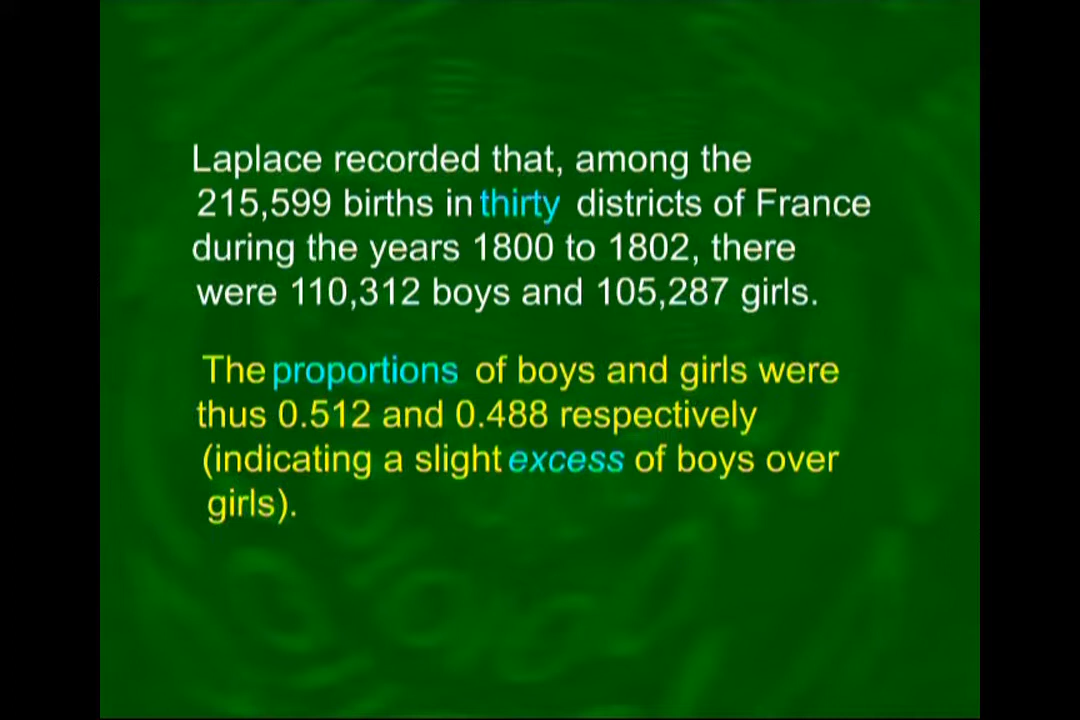 Laplace recorded that, among the
215,599 births in thirty districts of France
during the years 1800 to 1802, there
were 110,312 boys and 105,287 girls.
The proportions of boys and girls were
thus 0.512 and 0.488 respectively
(indicating a slight excess of boys over
girls).